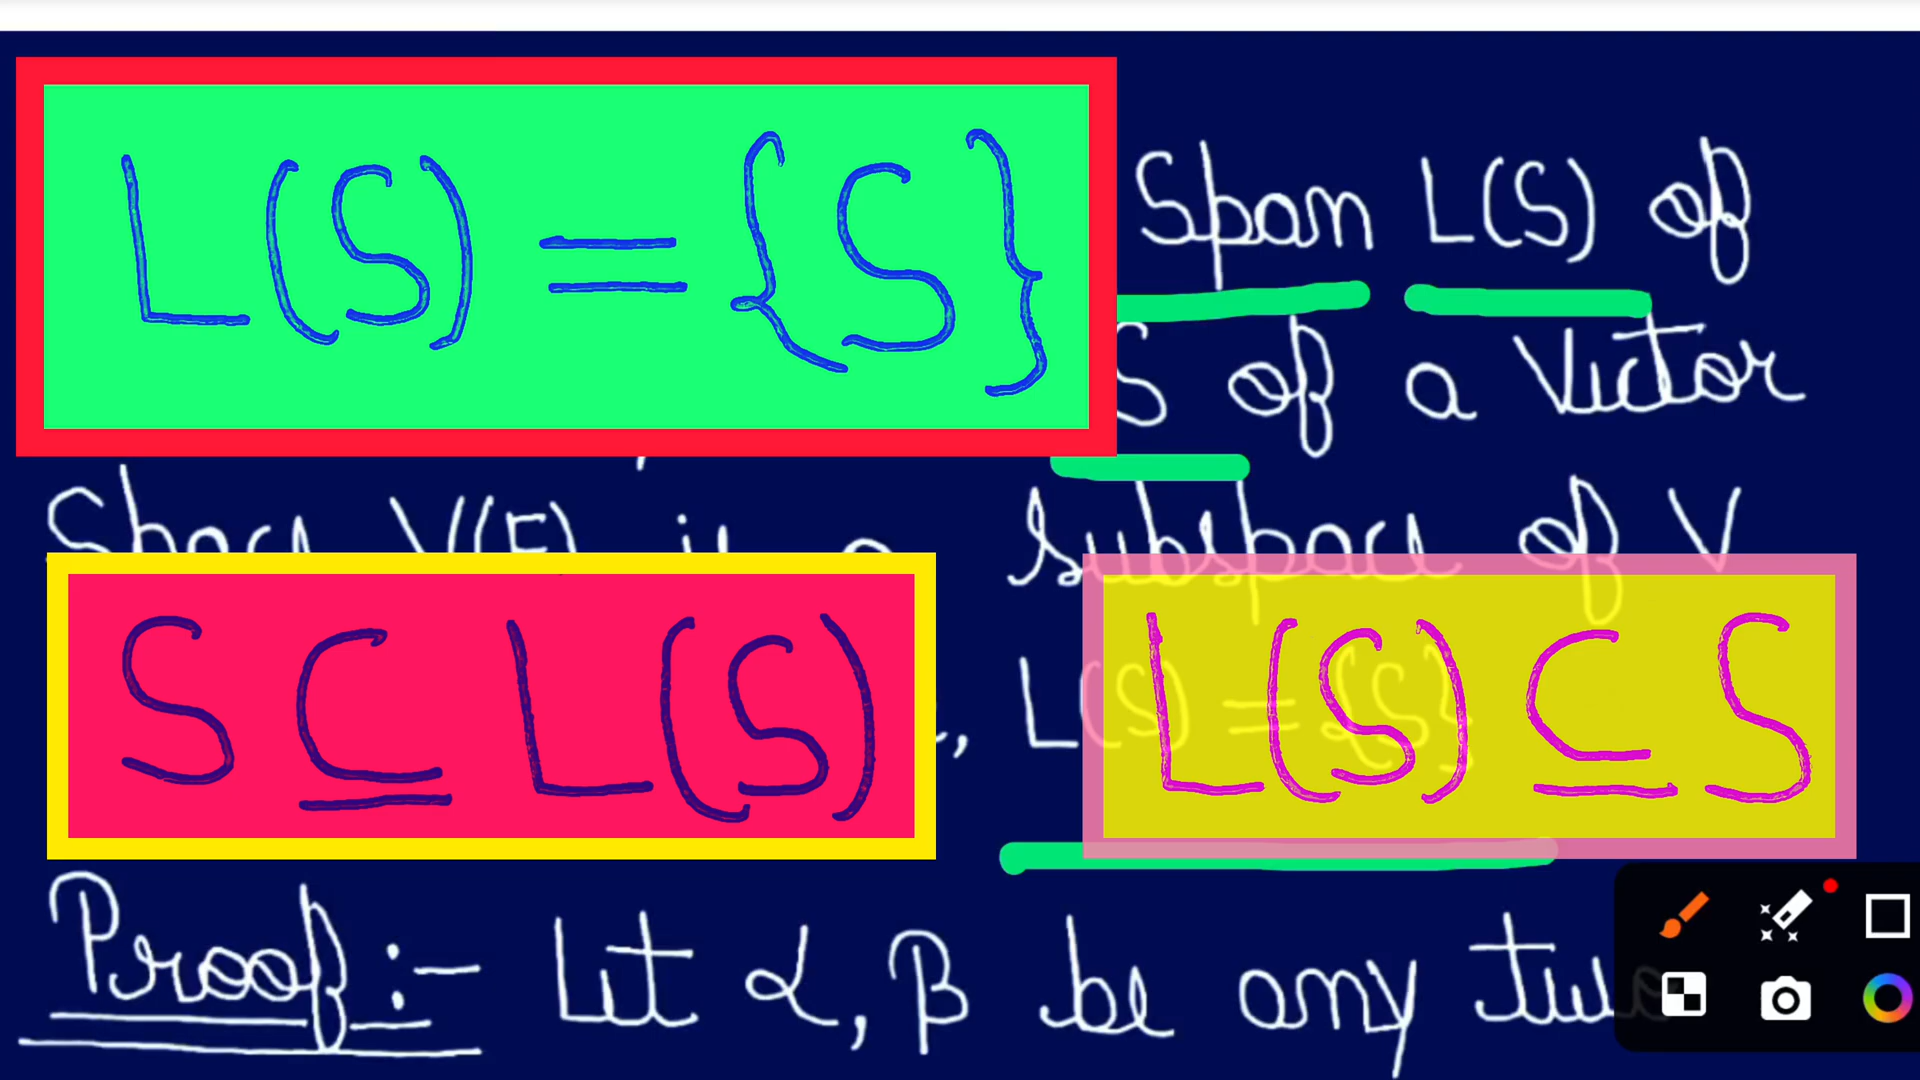 L(S) = {S}
Span L(S) of
S of a Vector
Space V(F) is a subspace of V
S ⊆ L(S)
, L(S) = {S}
L(S) ⊆ S
Proof :- Let α, β be any two